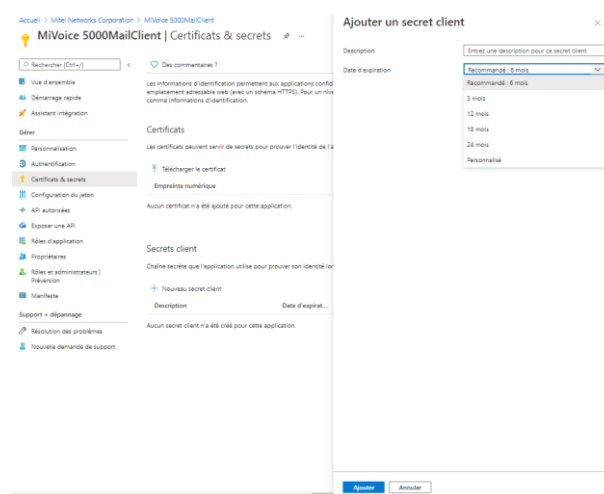 Accueil > Mitel Networks Corporation > MiVoice 5000MailClient
MiVoice 5000MailClient | Certificats & secrets
Rechercher (Ctrl+/)
Vue d'ensemble
Démarrage rapide
Assistant Intégration
Gérer
Personnalisation
Authentification
Certificats & secrets
Configuration du jeton
API autorisées
Exposer une API
Rôles d'application
Propriétaires
Rôles et administrateurs |
Préversion
Manifeste
Support + dépannage
Résolution des problèmes
Nouvelle demande de support
Des commentaires ?
Les informations d'identification permettent aux applications confid
emplacement adressable web (avec un schéma HTTPS). Pour un nive
comme informations d'identification.
Certificats
Les certificats peuvent servir de secrets pour prouver l'identité de l'a
Télécharger le certificat
Empreinte numérique
Aucun certificat n'a été ajouté pour cette application.
Secrets client
Chaîne secrète que l'application utilise pour prouver son identité lor
Nouveau secret client
Description Date d'expirat...
Aucun secret client n'a été créé pour cette application.
Ajouter un secret client
Description
Entrez une description pour ce secret client
Date d'expiration
Recommandé : 6 mois
Recommandé : 6 mois
3 mois
12 mois
18 mois
24 mois
Personnalisé
Ajouter Annuler